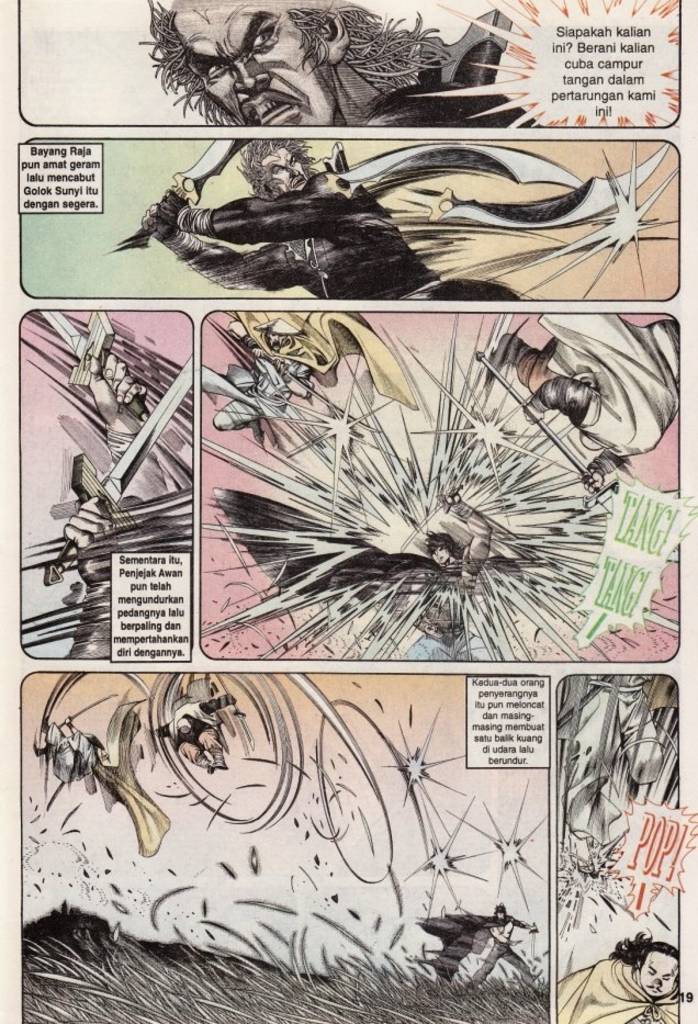 Siapakah kalian
ini? Berani kalian
cuba campur
tangan dalam
pertarungan kami
ini!
Bayang Raja
pun amat geram
lalu mencabut
Golok Sunyi itu
dengan segera.
Sementara itu,
Penjejak Awan
pun telah
mengundurkan
pedangnya lalu
berpaling dan
mempertahankan
diri dengannya.
TANG!
TING!
Kedua-dua orang
penyerangnya
itu pun meloncat
dan masing-
masing membuat
satu balik kuang
di udara lalu
berundur.
POP!
19